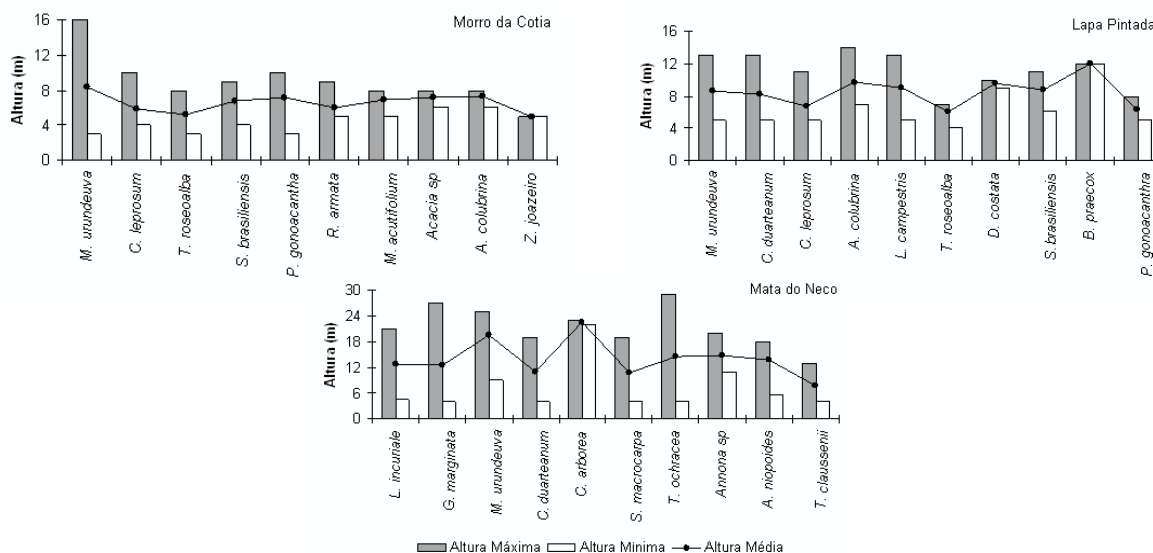 Morro da Cotia
Altura (m)
16
12
8
4
0
M. urundeuva
C. leprosum
T. roseoalba
S. brasiliensis
P. gonoacantha
R. armata
M. acutifolium
Acacia sp
A. colubrina
Z. joazeiro
Lapa Pintada
Altura (m)
16
12
8
4
0
M. urundeuva
C. duarteanum
C. leprosum
A. colubrina
L. campestris
T. roseoalba
D. costata
S. brasiliensis
B. praecox
P. gonoacanthra
Mata do Neco
Altura (m)
30
24
18
12
6
0
L. incuriale
G. marginata
M. urundeuva
C. duarteanum
C. arborea
S. macrocarpa
T. ochracea
Annona sp
A. niopoides
T. claussenii
Altura Máxima Altura Minima Altura Média